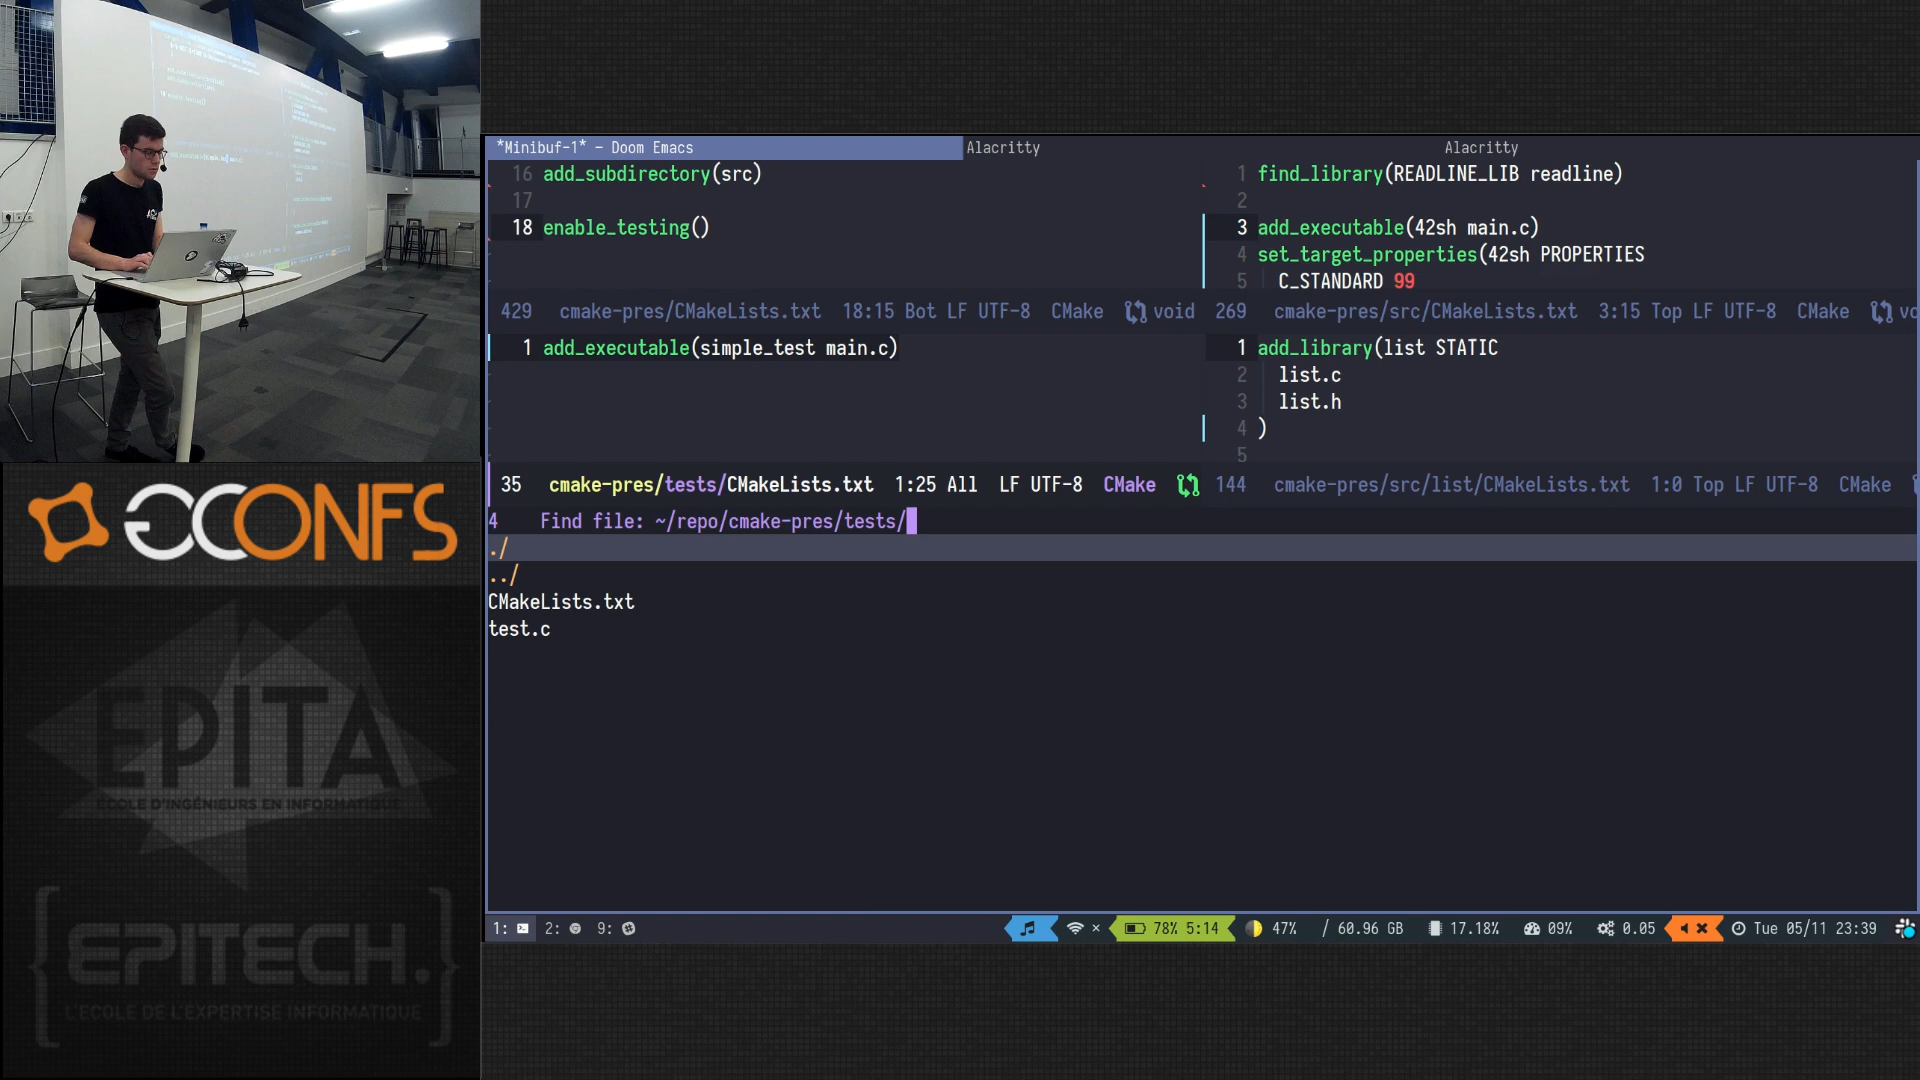 *Minibuf-1* - Doom Emacs
Alacritty
Alacritty
16 add_subdirectory(src)
17
18 enable_testing()
1 find_library(READLINE_LIB readline)
2
3 add_executable(42sh main.c)
4 set_target_properties(42sh PROPERTIES
5 C_STANDARD 99
429 cmake-pres/CMakeLists.txt 18:15 Bot LF UTF-8 CMake void
269 cmake-pres/src/CMakeLists.txt 3:15 Top LF UTF-8 CMake vo
1 add_executable(simple_test main.c)
1 add_library(list STATIC
2 list.c
3 list.h
4 )
5
35 cmake-pres/tests/CMakeLists.txt 1:25 All LF UTF-8 CMake
144 cmake-pres/src/list/CMakeLists.txt 1:0 Top LF UTF-8 CMake
4 Find file: ~/repo/cmake-pres/tests/
./
../
CMakeLists.txt
test.c
1: 2: 9:
78% 5:14 47% / 60.96 GB 17.18% 09% 0.05 Tue 05/11 23:39
GCONFS
EPITA
ÉCOLE D'INGÉNIEURS EN INFORMATIQUE
{EPITECH.}
L'ECOLE DE L'EXPERTISE INFORMATIQUE